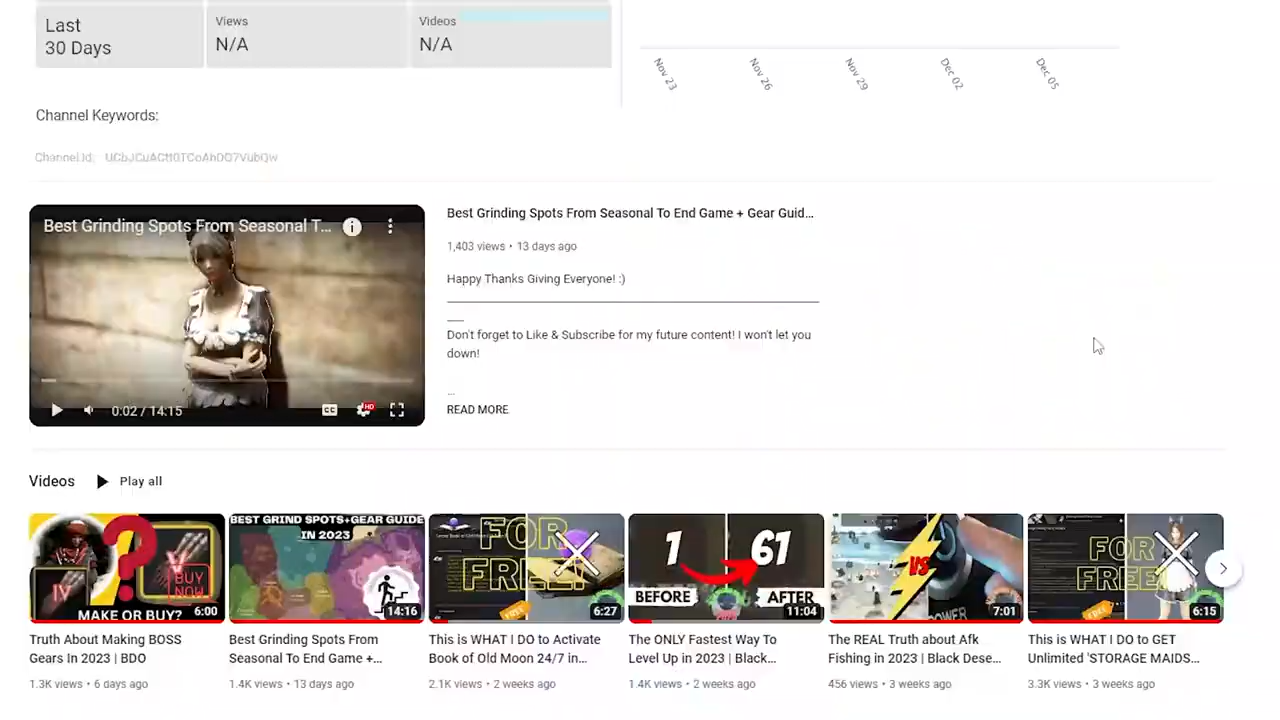 Last
30 Days
Views
N/A
Videos
N/A
Nov 23
Nov 26
Nov 29
Dec 02
Dec 05
Channel Keywords:
Channel Id:
Best Grinding Spots From Seasonal T...
0:02 / 14:15
CC
HD
Best Grinding Spots From Seasonal To End Game + Gear Guid...
1,403 views • 13 days ago
Happy Thanks Giving Everyone! :)
Don't forget to Like & Subscribe for my future content! I won't let you
down!
...
READ MORE
Videos
Play all
?
IV
V
BUY
NOW
MAKE OR BUY?
6:00
Truth About Making BOSS
Gears In 2023 | BDO
1.3K views • 6 days ago
BEST GRIND SPOTS+GEAR GUIDE
IN 2023
14:16
Best Grinding Spots From
Seasonal To End Game +...
1.4K views • 13 days ago
FOR
FREE!
FREE
6:27
This is WHAT I DO to Activate
Book of Old Moon 24/7 in...
2.1K views • 2 weeks ago
1
61
BEFORE
AFTER
11:04
The ONLY Fastest Way To
Level Up in 2023 | Black...
1.4K views • 2 weeks ago
VS
POWER
7:01
The REAL Truth about Afk
Fishing in 2023 | Black Dese...
456 views • 3 weeks ago
FOR
FREE
FREE
6:15
This is WHAT I DO to GET
Unlimited 'STORAGE MAIDS...
3.3K views • 3 weeks ago